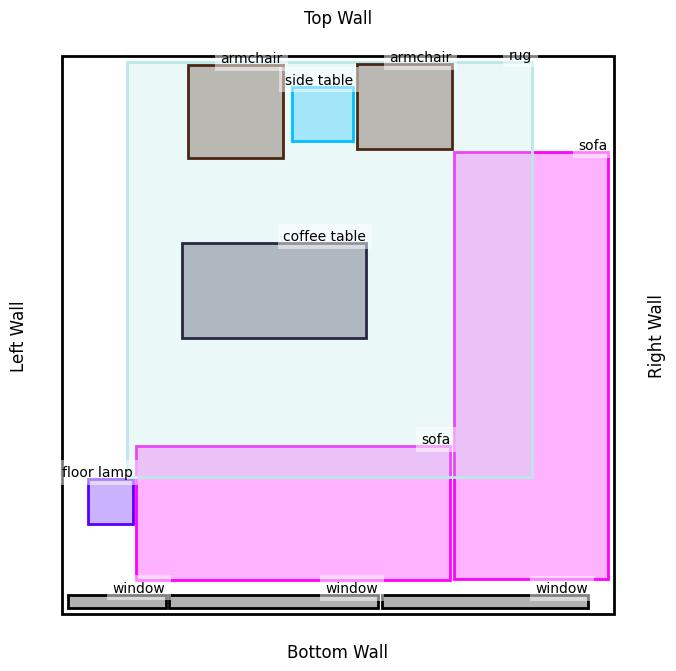 Top Wall
armchair
armchair
rug
side table
sofa
coffee table
Left Wall
Right Wall
sofa
floor lamp
window
window
window
Bottom Wall